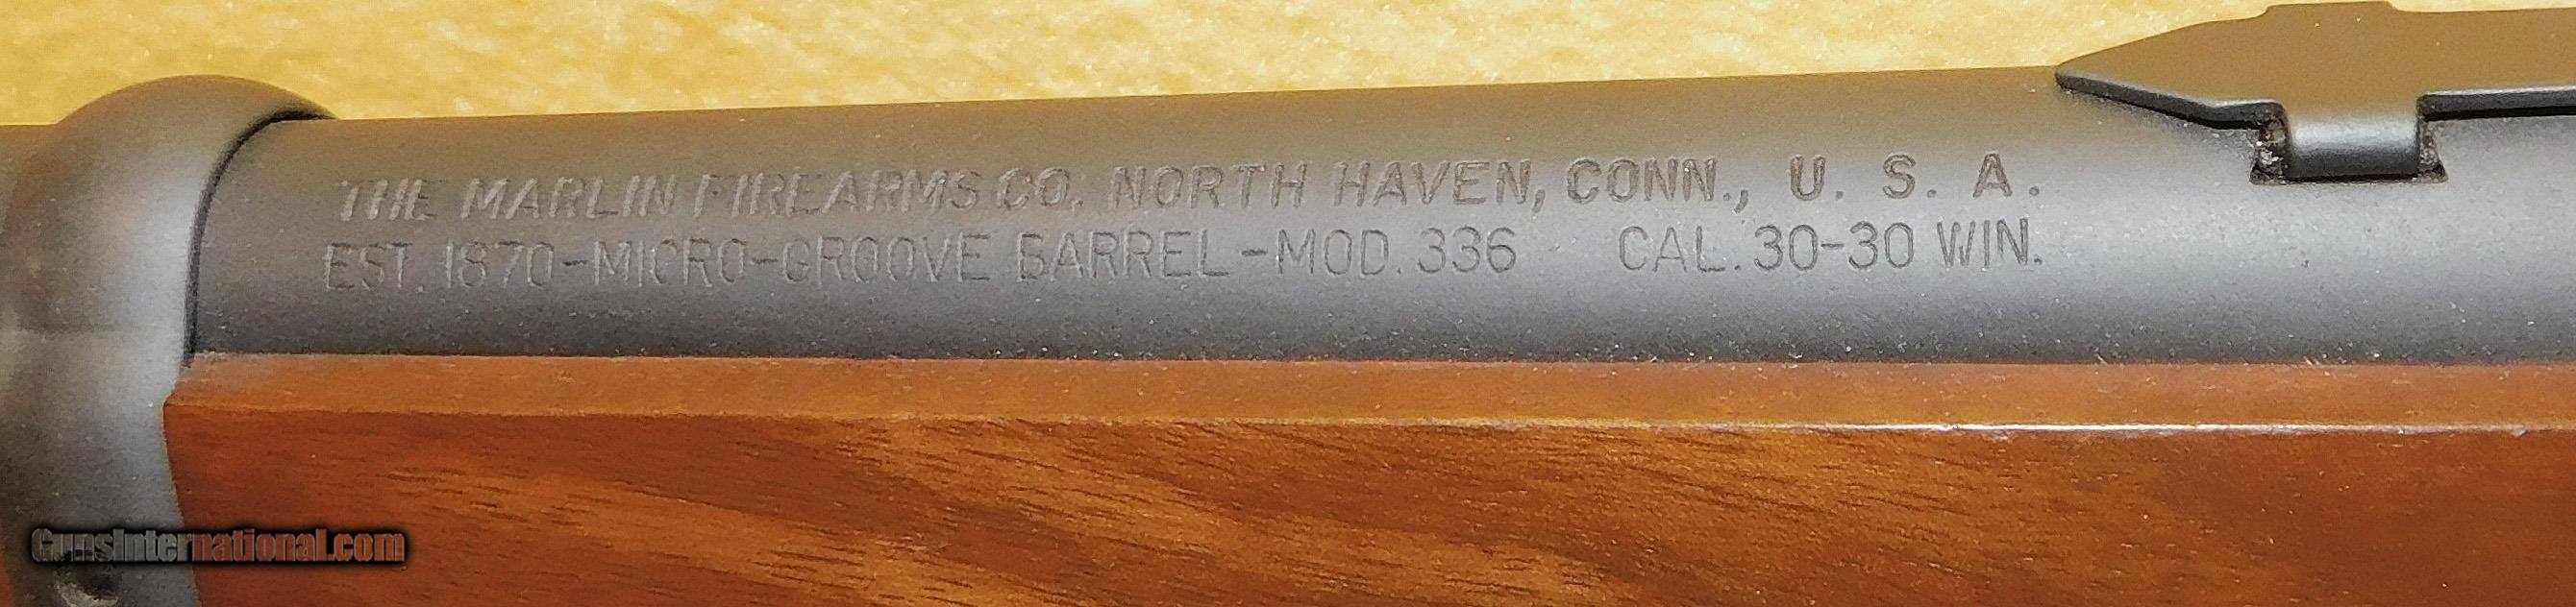 THE MARLIN FIREARMS CO. NORTH HAVEN, CONN., U. S. A.
EST. 1870-MICRO-GROOVE BARREL-MOD. 336 CAL. 30-30 WIN.
GunsInternational.com